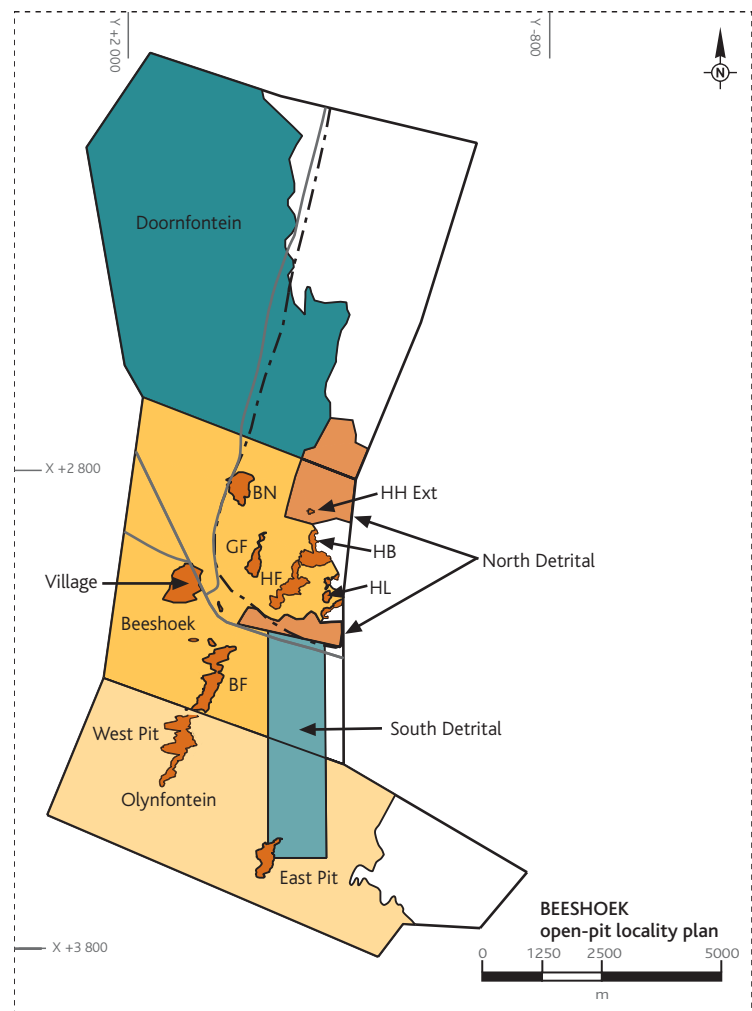 Y +2 000
Y -800
N
Doornfontein
X +2 800
BN
HH Ext
GF
HB
North Detrital
HF
Village
HL
Beeshoek
BF
West Pit
South Detrital
Olynfontein
East Pit
BEESHOEK
open-pit locality plan
0 1250 2500 5000
m
X +3 800